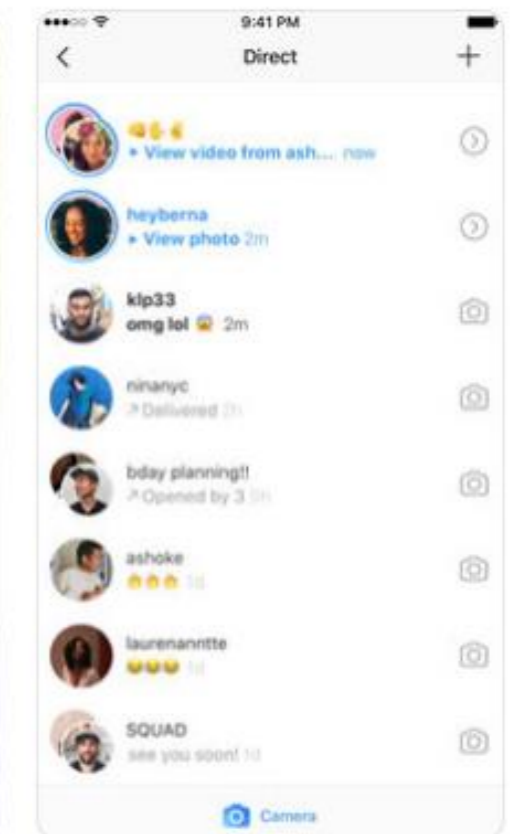 9:41 PM
Direct
👊✋✌
▸ View video from ash... now
heyberna
▸ View photo 2m
klp33
omg lol 😱 2m
ninanyc
↗ Delivered 2h
bday planning!!
↗ Opened by 3
ashoke
👏👏👏 1d
laurenanntte
😂😂😂 1d
SQUAD
see you soon! 1d
Camera